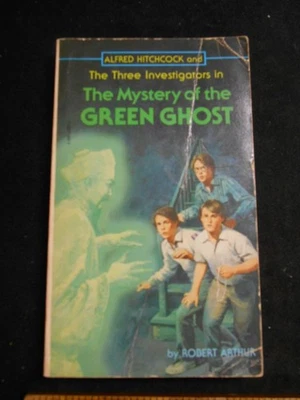 ALFRED HITCHCOCK and
The Three Investigators in
The Mystery of the
GREEN GHOST
by ROBERT ARTHUR